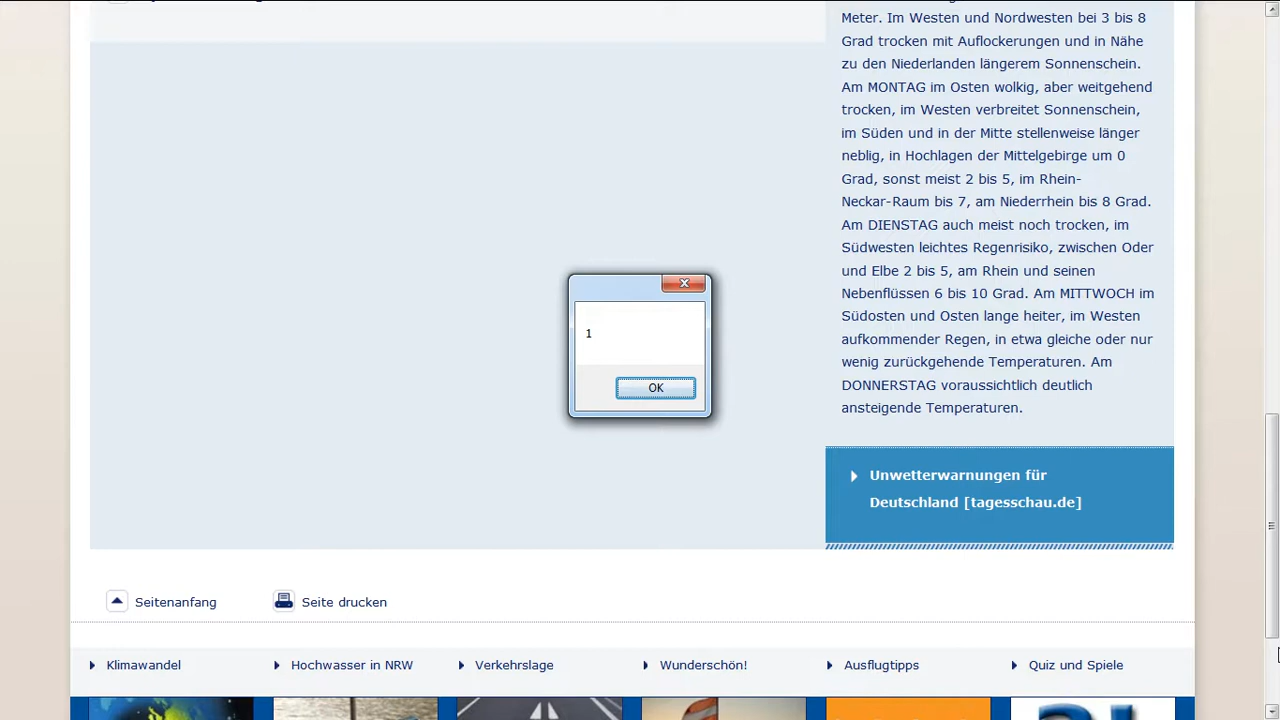 Meter. Im Westen und Nordwesten bei 3 bis 8
Grad trocken mit Auflockerungen und in Nähe
zu den Niederlanden längerem Sonnenschein.
Am MONTAG im Osten wolkig, aber weitgehend
trocken, im Westen verbreitet Sonnenschein,
im Süden und in der Mitte stellenweise länger
neblig, in Hochlagen der Mittelgebirge um 0
Grad, sonst meist 2 bis 5, im Rhein-
Neckar-Raum bis 7, am Niederrhein bis 8 Grad.
Am DIENSTAG auch meist noch trocken, im
Südwesten leichtes Regenrisiko, zwischen Oder
und Elbe 2 bis 5, am Rhein und seinen
Nebenflüssen 6 bis 10 Grad. Am MITTWOCH im
Südosten und Osten lange heiter, im Westen
aufkommender Regen, in etwa gleiche oder nur
wenig zurückgehende Temperaturen. Am
DONNERSTAG voraussichtlich deutlich
ansteigende Temperaturen.
1
OK
Unwetterwarnungen für
Deutschland [tagesschau.de]
Seitenanfang
Seite drucken
Klimawandel
Hochwasser in NRW
Verkehrslage
Wunderschön!
Ausflugtipps
Quiz und Spiele